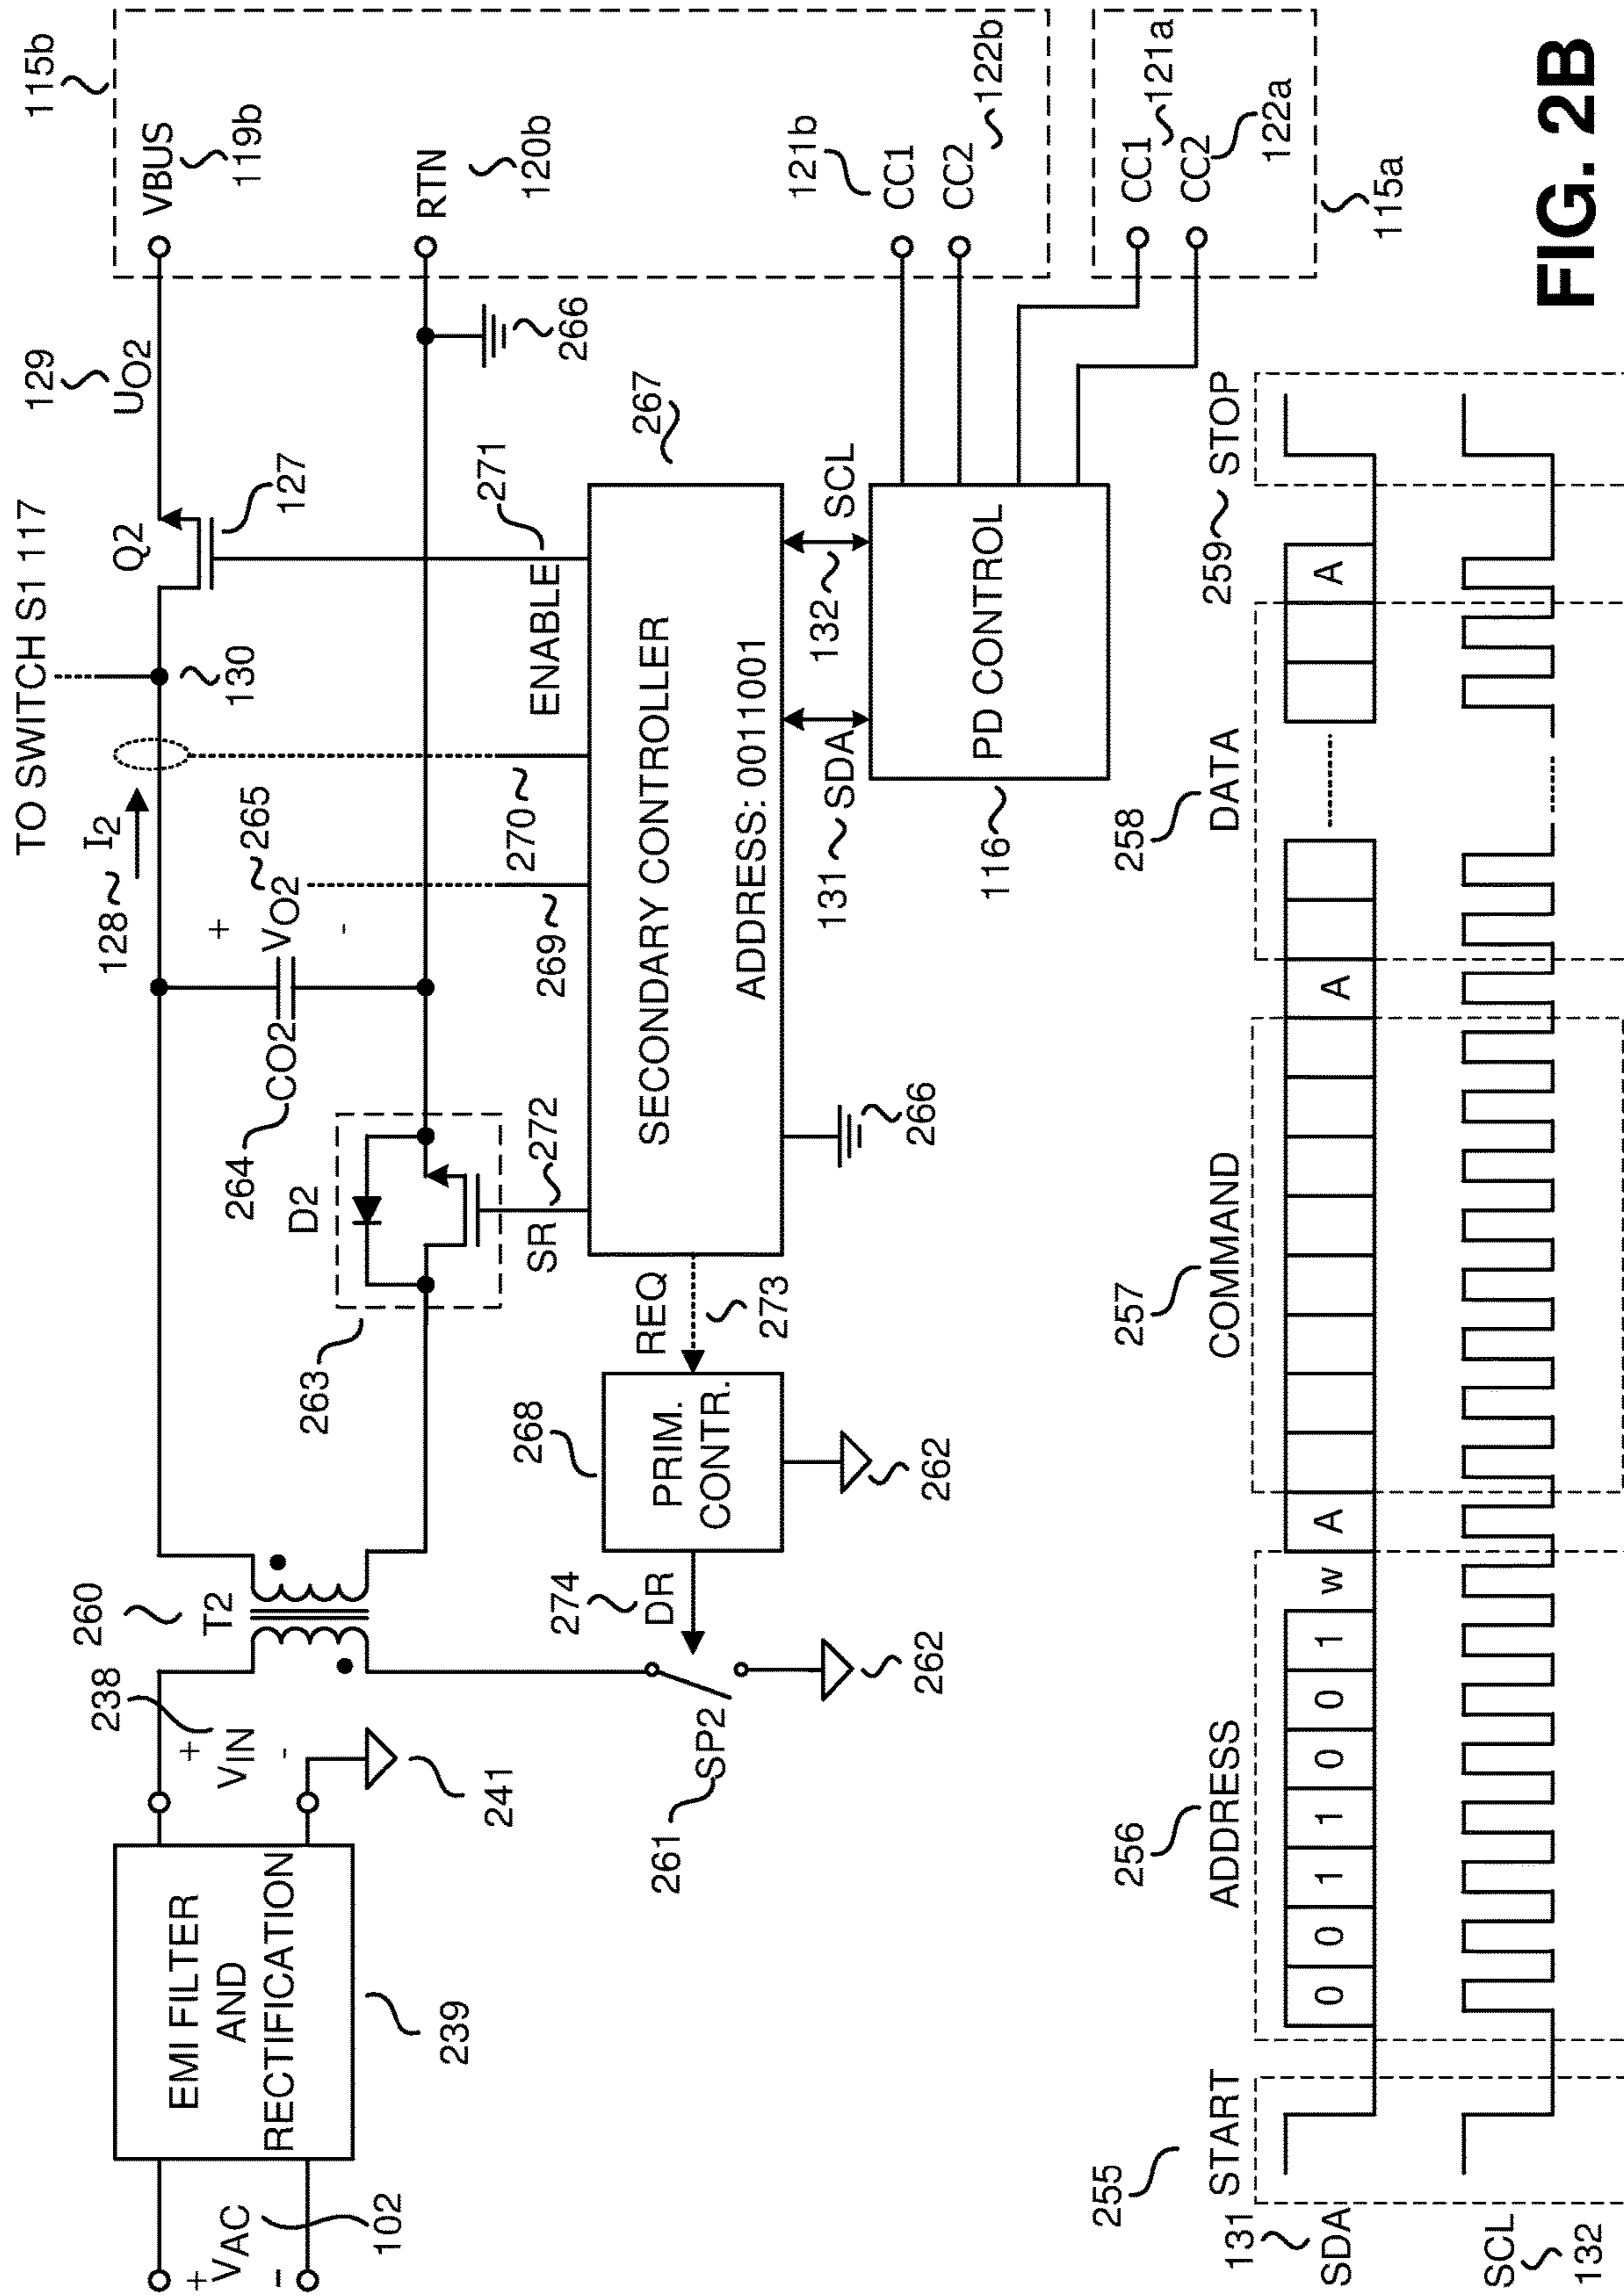 TO SWITCH S1 117
129
115b
128
I2
UO2
VBUS
119b
260
238
T2
+
VIN
-
+
VAC
-
102
EMI FILTER
AND
RECTIFICATION
239
241
264
CO2
+
VO2
-
265
130
Q2
127
RTN
120b
D2
263
SR
272
269
270
ENABLE
271
266
SP2
261
262
274
DR
268
PRIM.
CONTR.
262
REQ
273
SECONDARY CONTROLLER
ADDRESS: 0011001
267
266
131
SDA
132
SCL
116
PD CONTROL
121b
CC1
CC2
122b
CC1
121a
CC2
122a
115a
255
START
256
ADDRESS
257
COMMAND
258
DATA
259
STOP
131
SDA
0 0 1 1 0 0 1 w A A A
SCL
132
FIG. 2B